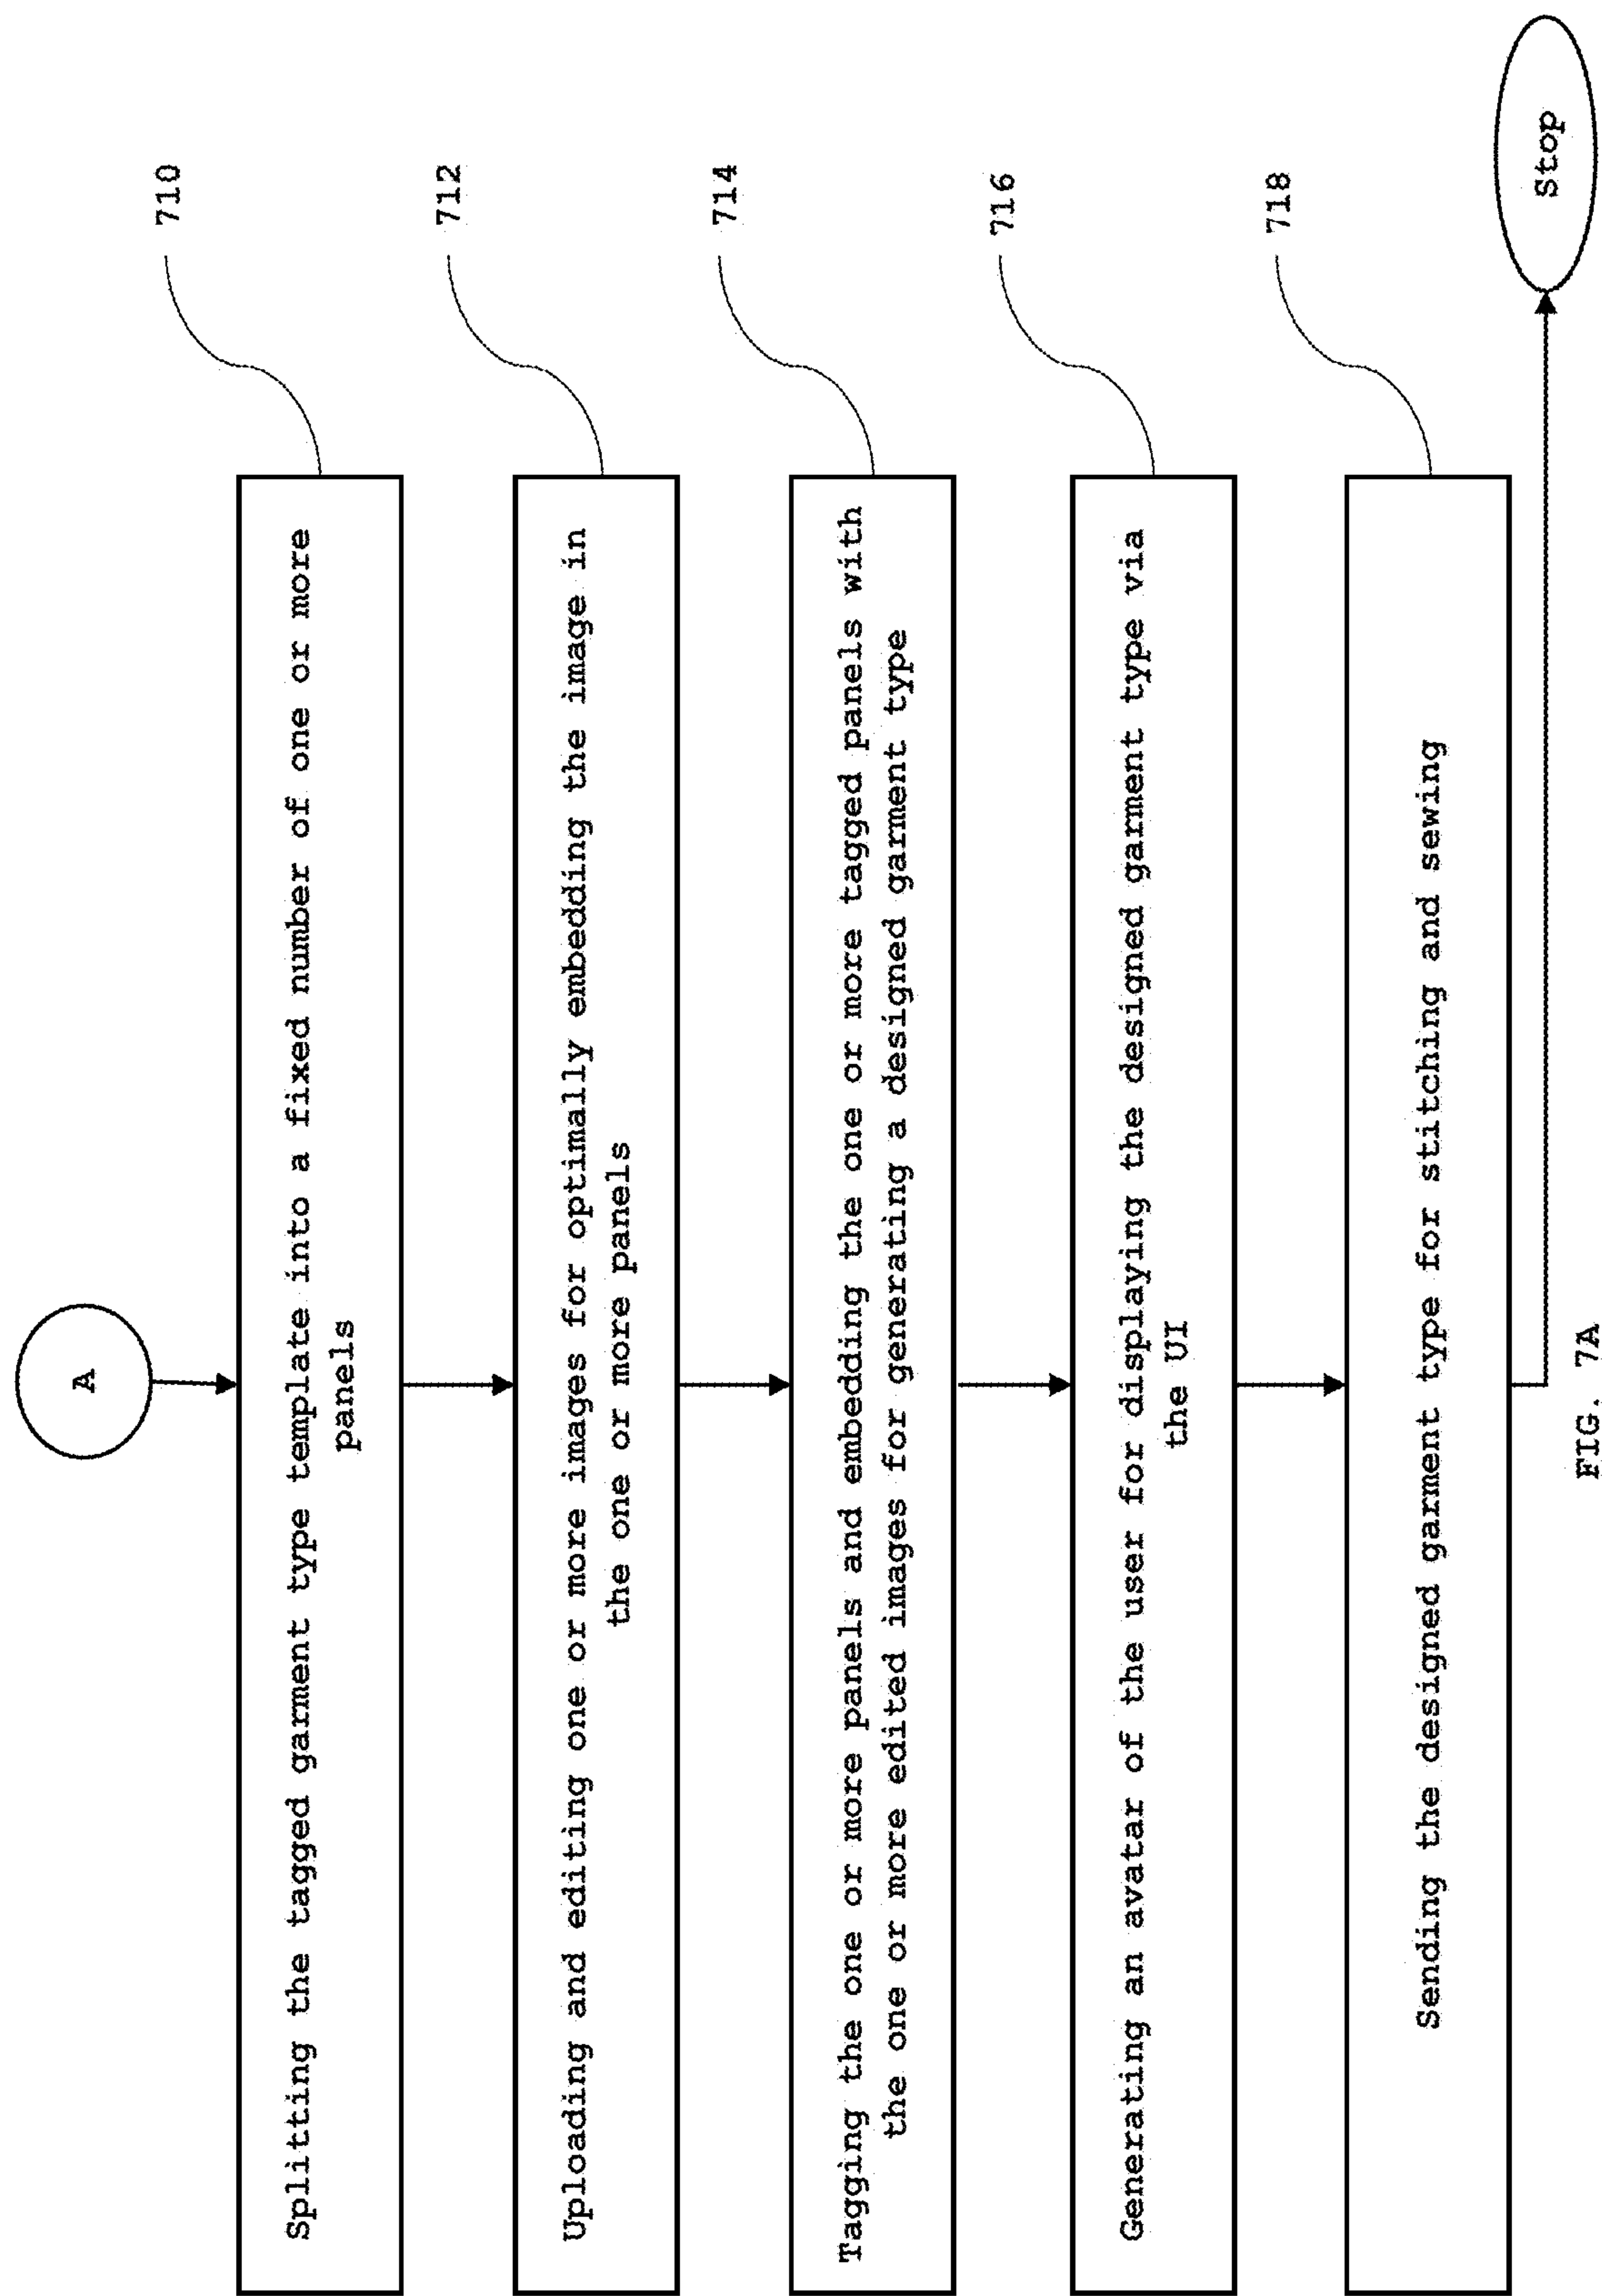 A
710
Splitting the tagged garment type template into a fixed number of one or more
panels
712
Uploading and editing one or more images for optimally embedding the image in
the one or more panels
714
Tagging the one or more panels and embedding the one or more tagged panels with
the one or more edited images for generating a designed garment type
716
Generating an avatar of the user for displaying the designed garment type via
the UI
718
Sending the designed garment type for stitching and sewing
Stop
FIG. 7A